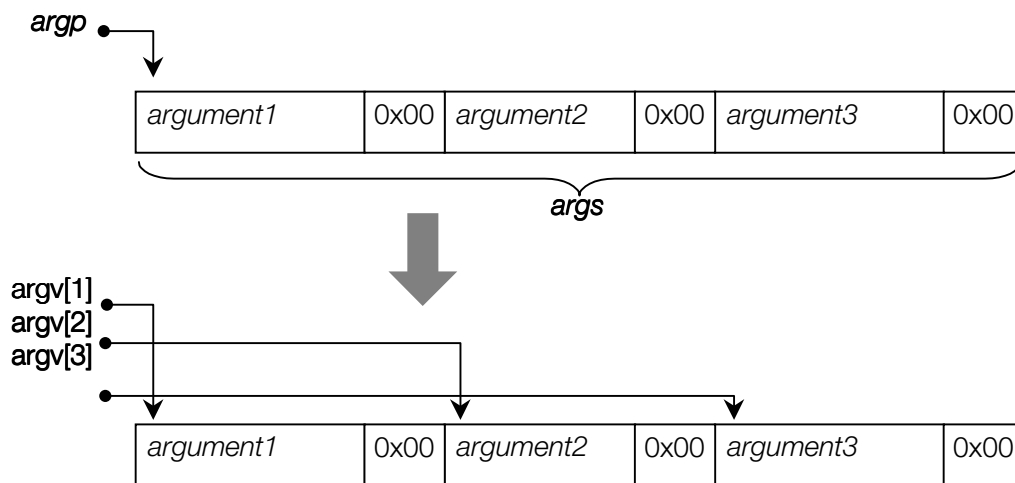 argp
argument1 0x00 argument2 0x00 argument3 0x00
args
argv[1]
argv[2]
argv[3]
argument1 0x00 argument2 0x00 argument3 0x00